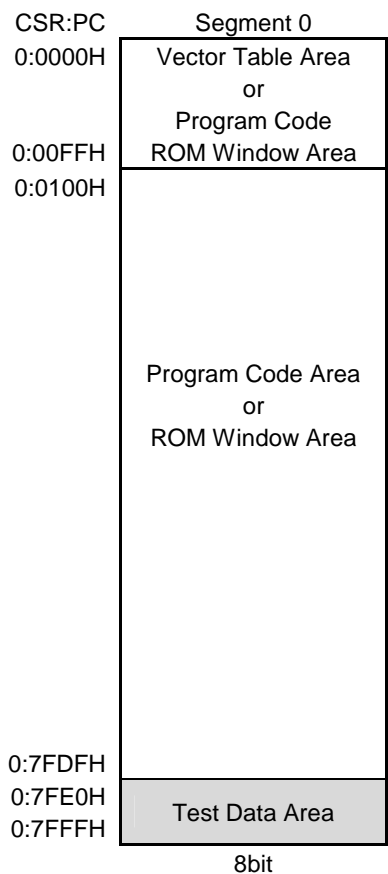 CSR:PC Segment 0
0:0000H Vector Table Area
or
Program Code
0:00FFH ROM Window Area
0:0100H
Program Code Area
or
ROM Window Area
0:7FDFH
0:7FE0H
Test Data Area
0:7FFFH
8bit